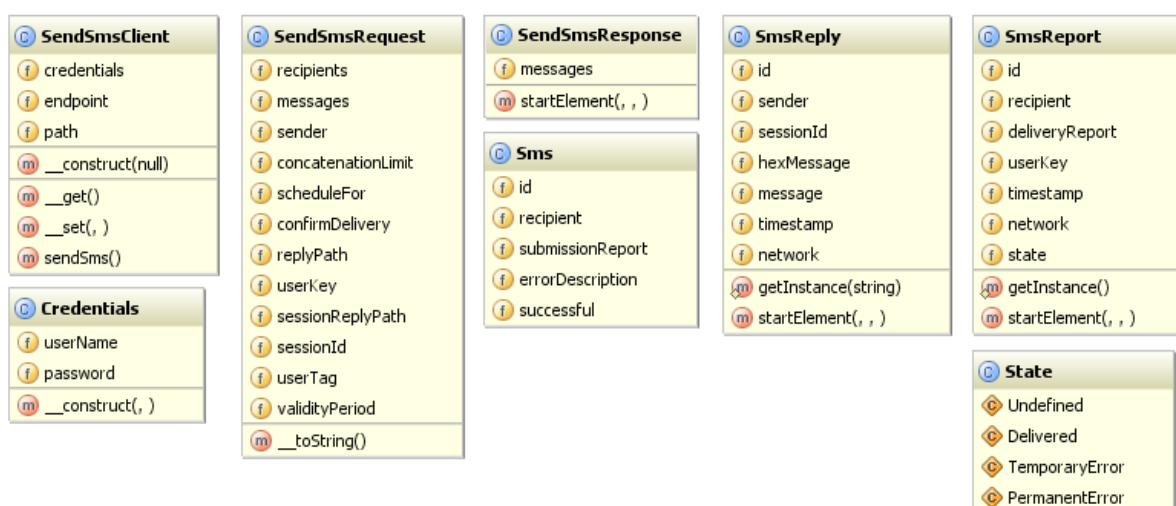 SendSmsClient
credentials
endpoint
path
__construct(null)
__get()
__set(, )
sendSms()
Credentials
userName
password
__construct(, )
SendSmsRequest
recipients
messages
sender
concatenationLimit
scheduleFor
confirmDelivery
replyPath
userKey
sessionReplyPath
sessionId
userTag
validityPeriod
__toString()
SendSmsResponse
messages
startElement(, , )
Sms
id
recipient
submissionReport
errorDescription
successful
SmsReply
id
sender
sessionId
hexMessage
message
timestamp
network
getInstance(string)
startElement(, , )
SmsReport
id
recipient
deliveryReport
userKey
timestamp
network
state
getInstance()
startElement(, , )
State
Undefined
Delivered
TemporaryError
PermanentError